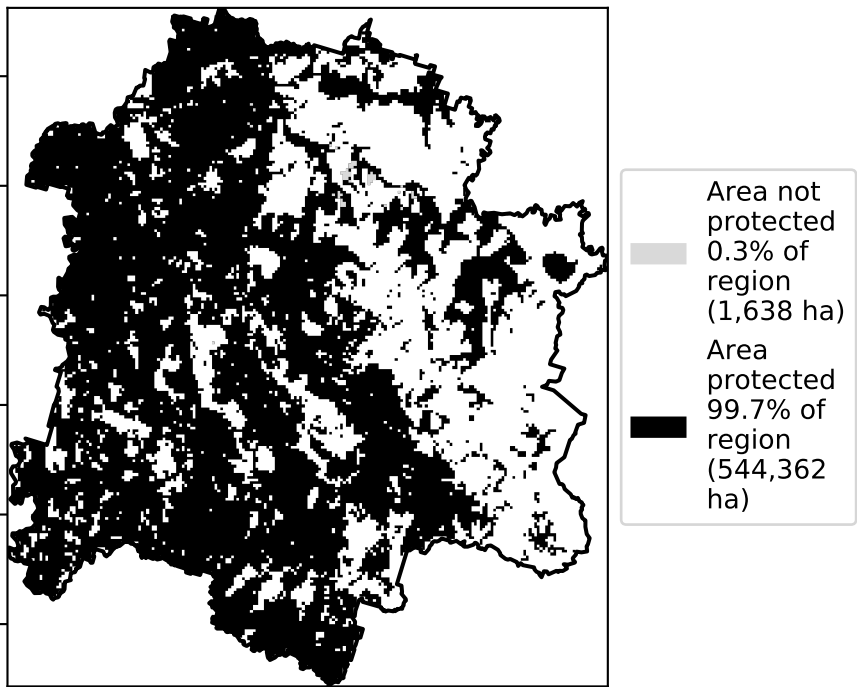 Area not
protected
0.3% of
region
(1,638 ha)
Area
protected
99.7% of
region
(544,362
ha)